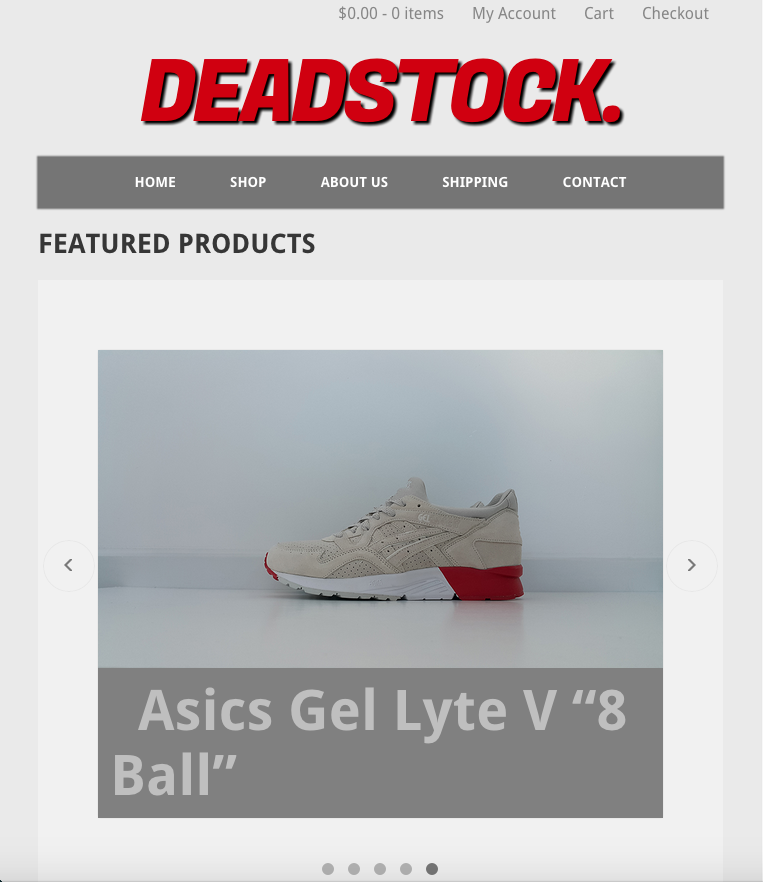 $0.00 - 0 items My Account Cart Checkout
DEADSTOCK.
HOME SHOP ABOUT US SHIPPING CONTACT
FEATURED PRODUCTS
Asics Gel Lyte V “8
Ball”